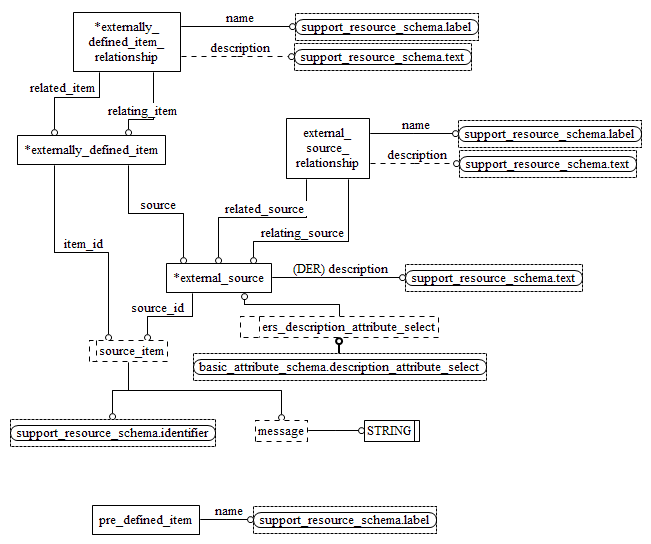 *externally_
defined_item_
relationship
name
support_resource_schema.label
description
support_resource_schema.text
related_item
relating_item
*externally_defined_item
external_
source_
relationship
name
support_resource_schema.label
description
support_resource_schema.text
source
related_source
relating_source
item_id
*external_source
(DER) description
support_resource_schema.text
source_id
ers_description_attribute_select
source_item
basic_attribute_schema.description_attribute_select
support_resource_schema.identifier
message
STRING
pre_defined_item
name
support_resource_schema.label